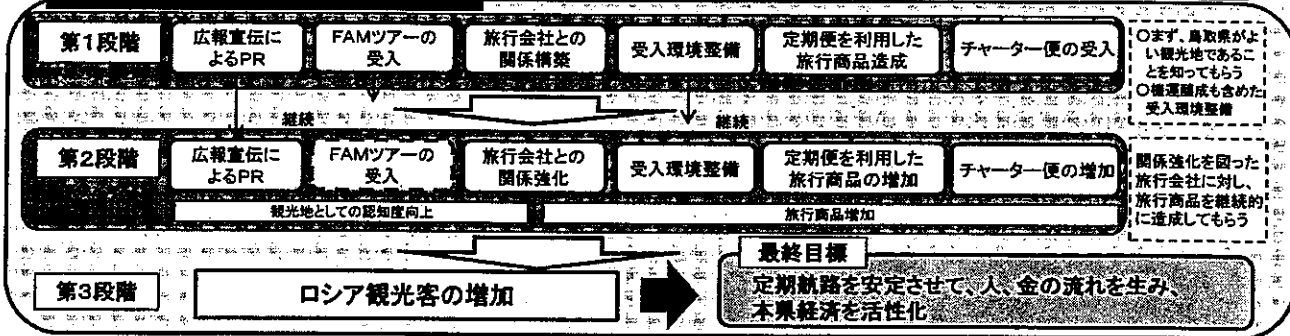 第1段階
広報宣伝に
よるPR
FAMツアーの
受入
旅行会社との
関係構築
受入環境整備
定期便を利用した
旅行商品造成
チャーター便の受入
○まず、鳥取県がよ
い観光地であるこ
とを知ってもらう
○機運醸成も含めた
受入環境整備
継続
継続
第2段階
広報宣伝に
よるPR
FAMツアーの
受入
旅行会社との
関係強化
受入環境整備
定期便を利用した
旅行商品の増加
チャーター便の増加
関係強化を図った
旅行会社に対し、
旅行商品を継続的
に造成してもらう
観光地としての認知度向上
旅行商品増加
第3段階
ロシア観光客の増加
最終目標
定期航路を安定させて、人、金の流れを生み、
本県経済を活性化